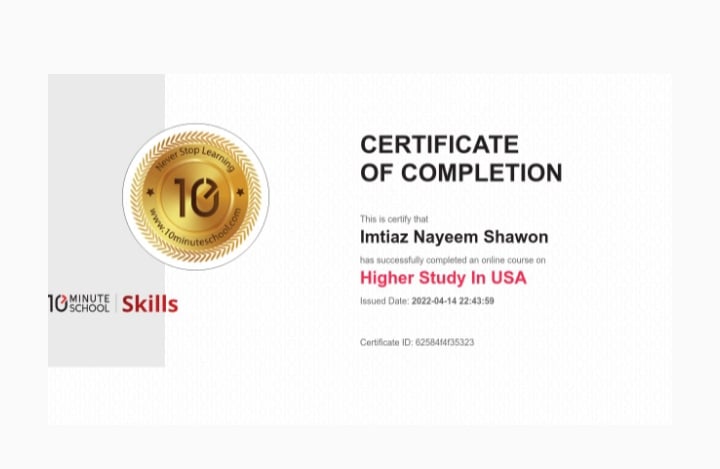 Never Stop Learning
10
www.10minuteschool.com
10 MINUTE SCHOOL | Skills
CERTIFICATE
OF COMPLETION
This is certify that
Imtiaz Nayeem Shawon
has successfully completed an online course on
Higher Study In USA
Issued Date: 2022-04-14 22:43:59
Certificate ID: 62584f4f35323